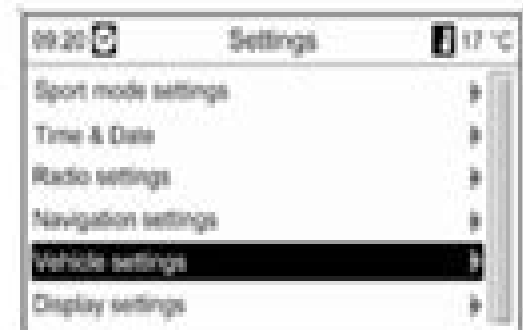 09:20 Settings 17 °C
Sport mode settings
Time & Date
Radio settings
Navigation settings
Vehicle settings
Display settings